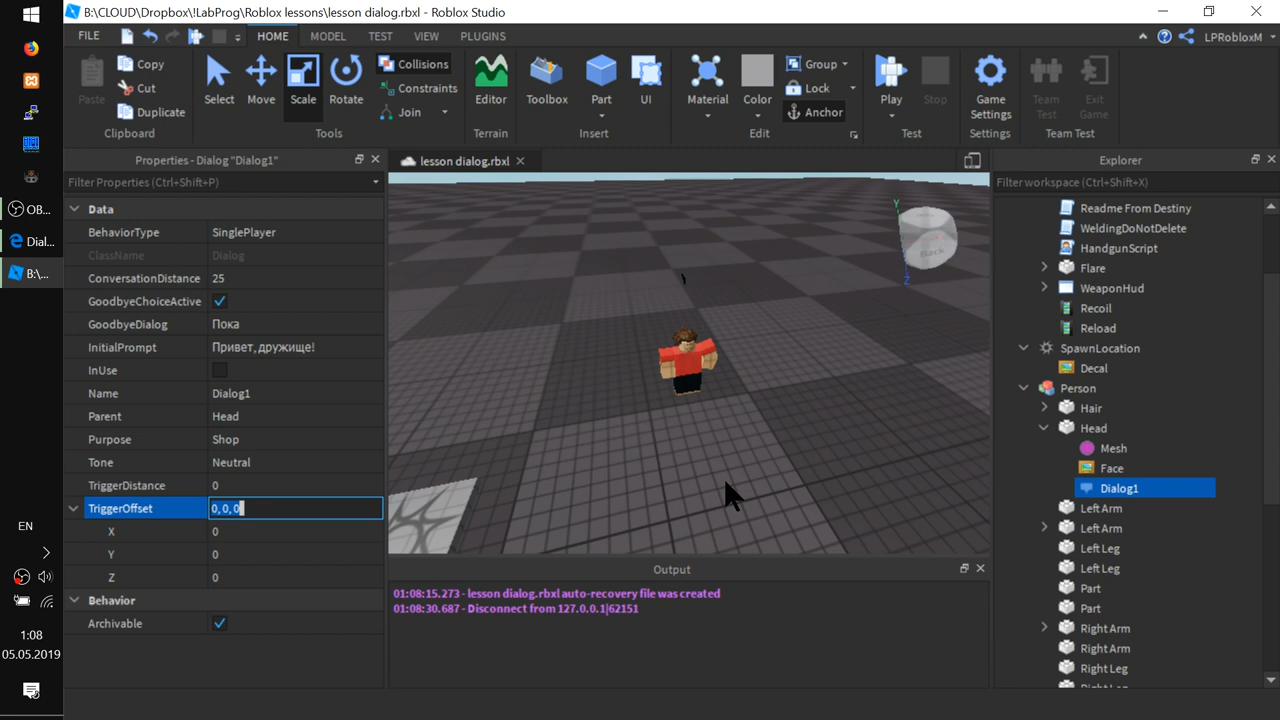 B:\CLOUD\Dropbox\!LabProg\Roblox lessons\lesson dialog.rbxl - Roblox Studio
FILE HOME MODEL TEST VIEW PLUGINS LPRobloxM
Paste Copy Cut Duplicate
Clipboard
Select Move Scale Rotate Collisions Constraints Join
Tools
Editor
Terrain
Toolbox Part UI
Insert
Material Color Group Lock Anchor
Edit
Play Stop
Test
Game Settings
Settings
Team Test Exit Game
Team Test
Properties - Dialog "Dialog1"
Filter Properties (Ctrl+Shift+P)
Data
BehaviorType SinglePlayer
ClassName Dialog
ConversationDistance 25
GoodbyeChoiceActive
GoodbyeDialog Пока
InitialPrompt Привет, дружище!
InUse
Name Dialog1
Parent Head
Purpose Shop
Tone Neutral
TriggerDistance 0
TriggerOffset 0, 0, 0
X 0
Y 0
Z 0
Behavior
Archivable
lesson dialog.rbxl
Y
Back
Z
Output
01:08:15.273 - lesson dialog.rbxl auto-recovery file was created
01:08:30.687 - Disconnect from 127.0.0.1|62151
Explorer
Filter workspace (Ctrl+Shift+X)
Readme From Destiny
WeldingDoNotDelete
HandgunScript
Flare
WeaponHud
Recoil
Reload
SpawnLocation
Decal
Person
Hair
Head
Mesh
Face
Dialog1
Left Arm
Left Arm
Left Leg
Left Leg
Part
Part
Right Arm
Right Arm
Right Leg
OB...
Dial...
B:\...
EN
1:08
05.05.2019